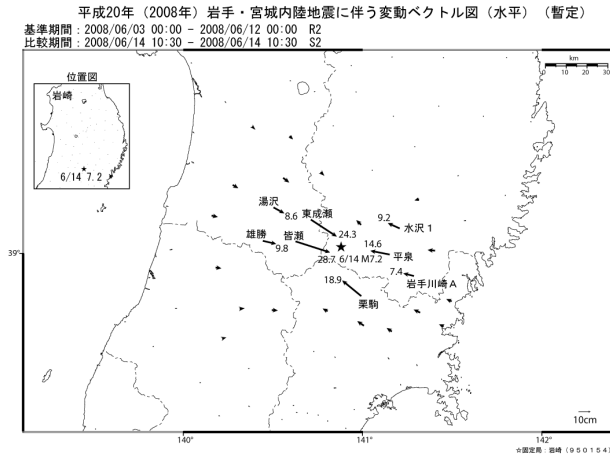 平成20年（2008年）岩手・宮城内陸地震に伴う変動ベクトル図（水平）（暫定）
基準期間：2008/06/03 00:00 - 2008/06/12 00:00 R2
比較期間：2008/06/14 10:30 - 2008/06/14 10:30 S2
km
0 10 20 30
位置図
岩崎
6/14 7.2
湯沢
8.6
東成瀬
24.3
9.2
水沢１
雄勝
9.8
皆瀬
28.7
6/14 M7.2
14.6
平泉
39°
7.4
岩手川崎Ａ
18.9
栗駒
10cm
140°
141°
142°
☆固定局：岩崎（950154）